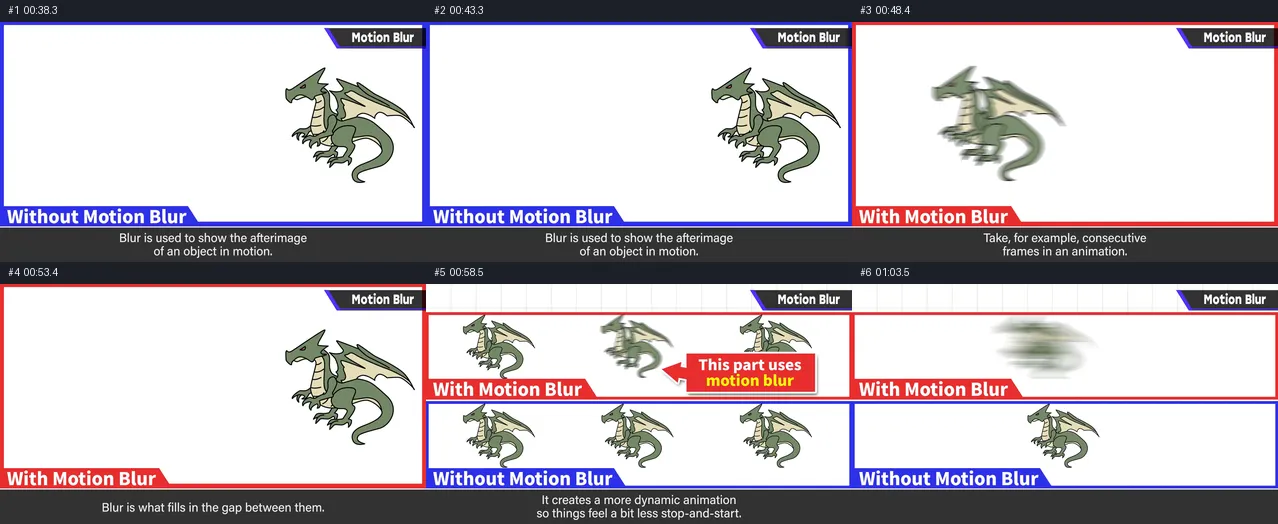 #1 00:38.3
Motion Blur
Without Motion Blur
Blur is used to show the afterimage
of an object in motion.
#2 00:43.3
Motion Blur
Without Motion Blur
Blur is used to show the afterimage
of an object in motion.
#3 00:48.4
Motion Blur
With Motion Blur
Take, for example, consecutive
frames in an animation.
#4 00:53.4
Motion Blur
With Motion Blur
Blur is what fills in the gap between them.
#5 00:58.5
Motion Blur
This part uses
motion blur
With Motion Blur
Without Motion Blur
It creates a more dynamic animation
so things feel a bit less stop-and-start.
#6 01:03.5
Motion Blur
With Motion Blur
Without Motion Blur